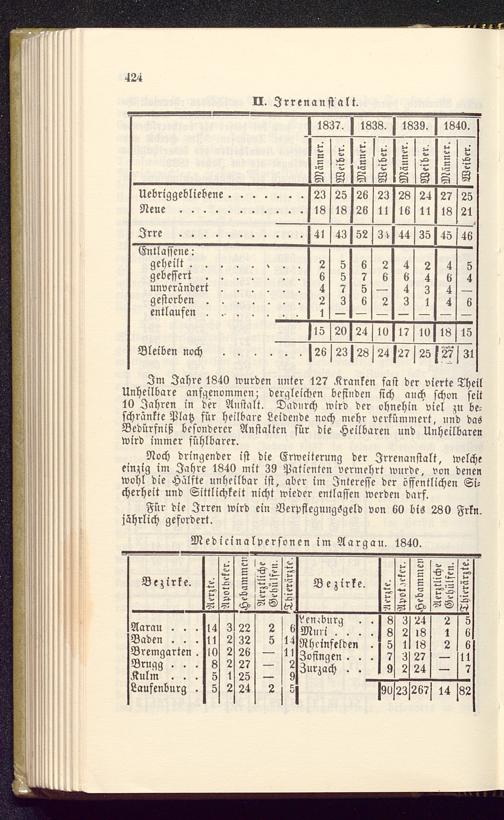 424
II. Irrenanstalt.
1837. 1838. 1839. 1840.
Männer. Weiber. Männer. Weiber. Männer. Weiber. Männer. Weiber.
Uebriggebliebene . . . . . . . 23 25 26 23 28 24 27 25
Neue . . . . . . . . . . . 18 18 26 11 16 11 18 21
Irre . . . . . . . . . . . 41 43 52 34 44 35 45 46
Entlassene:
geheilt . . . . . . . . 2 5 6 2 4 2 4 5
gebessert . . . . . . . 6 5 7 6 6 4 6 4
unverändert . . . . . . 4 7 5 — 4 3 4 —
gestorben . . . . . . . 2 3 6 2 3 1 4 6
entlaufen . . . . . . . 1 — — — — — — —
15 20 24 10 17 10 18 15
Bleiben noch . . . . . . 26 23 28 24 27 25 27 31
Im Jahre 1840 wurden unter 127 Kranken fast der vierte Theil
Unheilbare aufgenommen; dergleichen befinden sich auch schon seit
10 Jahren in der Anstalt. Dadurch wird der ohnehin viel zu be-
schränkte Platz für heilbare Leidende noch mehr verkümmert, und das
Bedürfniß besonderer Anstalten für die Heilbaren und Unheilbaren
wird immer fühlbarer.
Noch dringender ist die Erweiterung der Irrenanstalt, welche
einzig im Jahre 1840 mit 39 Patienten vermehrt wurde, von denen
wohl die Hälfte unheilbar ist, aber im Interesse der öffentlichen Si-
cherheit und Sittlichkeit nicht wieder entlassen werden darf.
Für die Irren wird ein Verpflegungsgeld von 60 bis 280 Frkn.
jährlich gefordert.
Medicinalpersonen im Aargau. 1840.
Bezirke. Aerzte. Apotheker. Hebammen Aerztliche Gehülfen. Thierärzte.
Aarau . . . 14 3 22 2 6
Baden . . . 11 2 32 5 14
Bremgarten . 10 2 26 — 11
Brugg . . . 8 2 27 — 2
Kulm . . . 5 1 25 — 9
Laufenburg . 5 2 24 2 5
Bezirke. Aerzte. Apotheker. Hebammen Aerztliche Gehülfen. Thierärzte.
Lenzburg . . 8 3 24 2 5
Muri . . . . 8 2 18 1 6
Rheinfelden . 5 1 18 2 6
Zofingen . . . 7 3 27 — 11
Zurzach . . 9 2 24 — 7
90 23 267 14 82